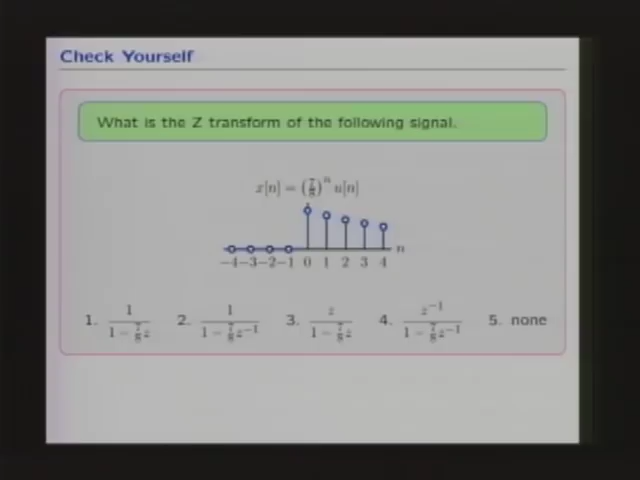 Check Yourself
What is the Z transform of the following signal.
x[n] = (7/8)^n u[n]
n
−4 −3 −2 −1 0 1 2 3 4
1. 1/(1 − 7/8 z) 2. 1/(1 − 7/8 z^−1) 3. z/(1 − 7/8 z) 4. z^−1/(1 − 7/8 z^−1) 5. none